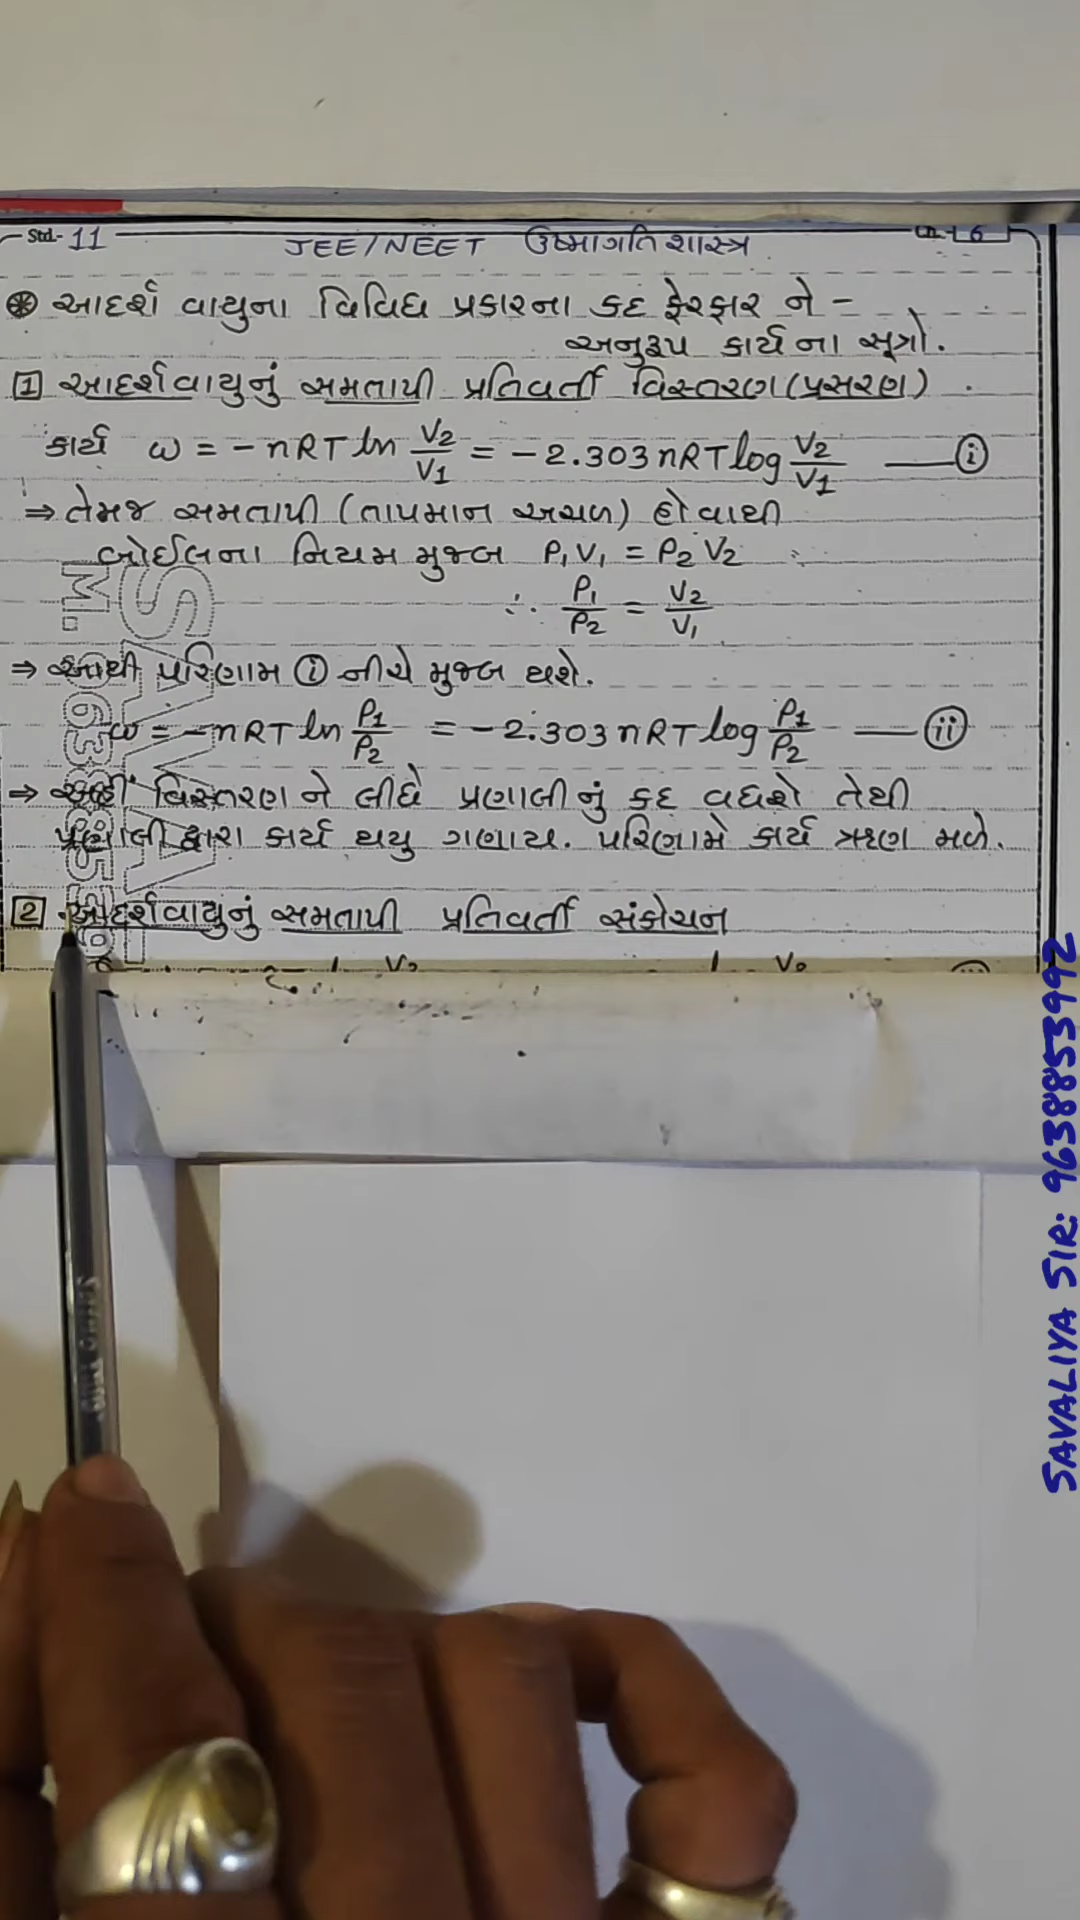 Std.- 11
JEE/NEET ઉષ્માગતિશાસ્ત્ર
6
આદર્શ વાયુના વિવિધ પ્રકારના કદ ફેરફાર ને –
અનુરૂપ કાર્ય ના સૂત્રો.
1 આદર્શવાયુનું સમતાપી પ્રતિવર્તી વિસ્તરણ (પ્રસરણ)
કાર્ય ω = - nRT ln V2/V1 = - 2.303 nRT log V2/V1 — (i)
⇒ તેમજ સમતાપી (તાપમાન અચળ) હોવાથી
બોઈલના નિયમ મુજબ P1V1 = P2V2
∴ P1/P2 = V2/V1
⇒ આથી પરિણામ (i) નીચે મુજબ થશે.
ω = - nRT ln P1/P2 = - 2.303 nRT log P1/P2 — (ii)
⇒ અહીં વિસ્તરણ ને લીધે પ્રણાલીનું કદ વધશે તેથી
પ્રણાલી દ્વારા કાર્ય થયુ ગણાય. પરિણામે કાર્ય ઋણ મળે.
2 આદર્શવાયુનું સમતાપી પ્રતિવર્તી સંકોચન
SAVALIYA SIR: 9638853992